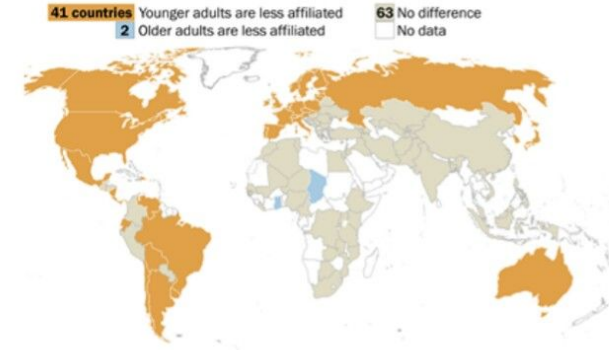 41 countries Younger adults are less affiliated
2 Older adults are less affiliated
63 No difference
No data